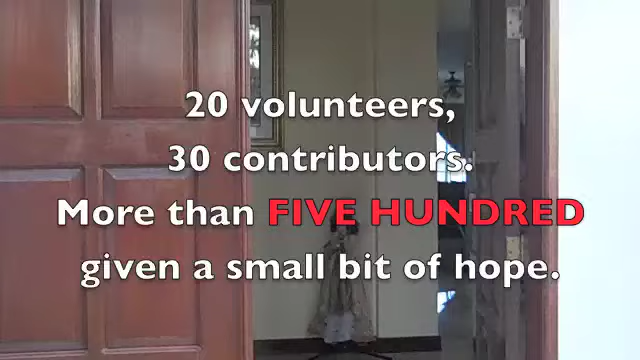 20 volunteers,
30 contributors.
More than FIVE HUNDRED
given a small bit of hope.